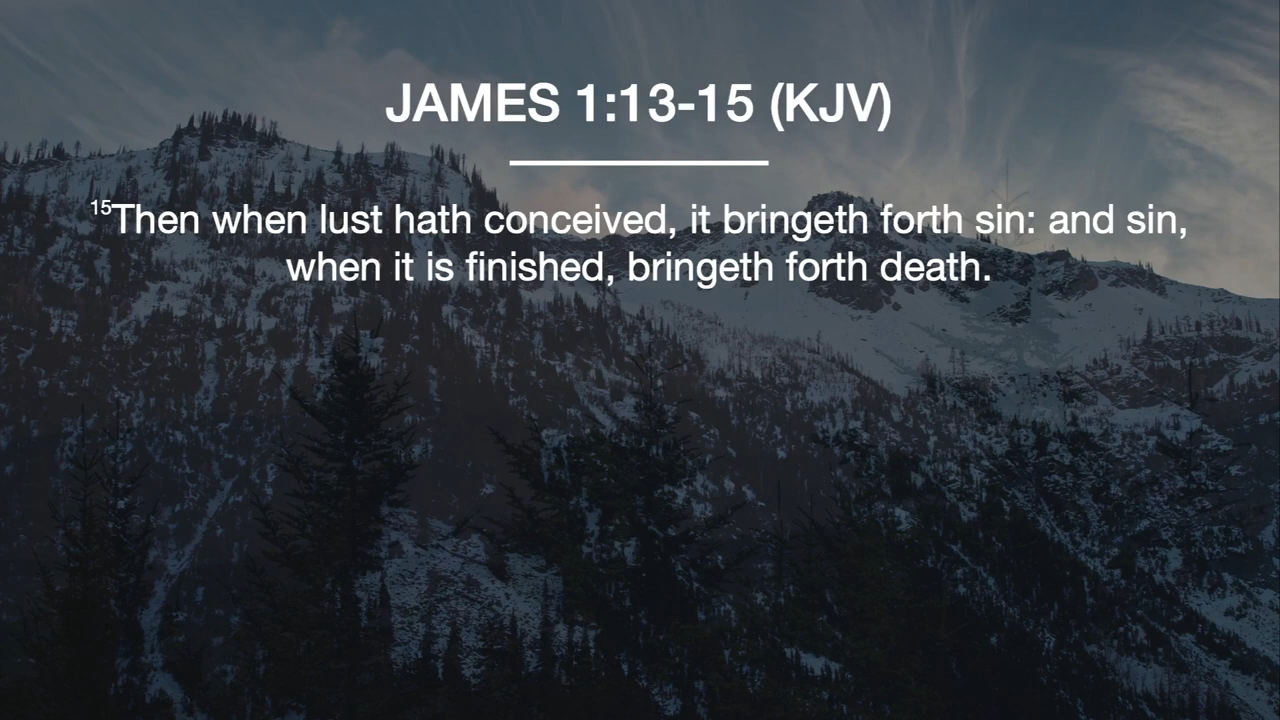 JAMES 1:13-15 (KJV)
15Then when lust hath conceived, it bringeth forth sin: and sin,
when it is finished, bringeth forth death.